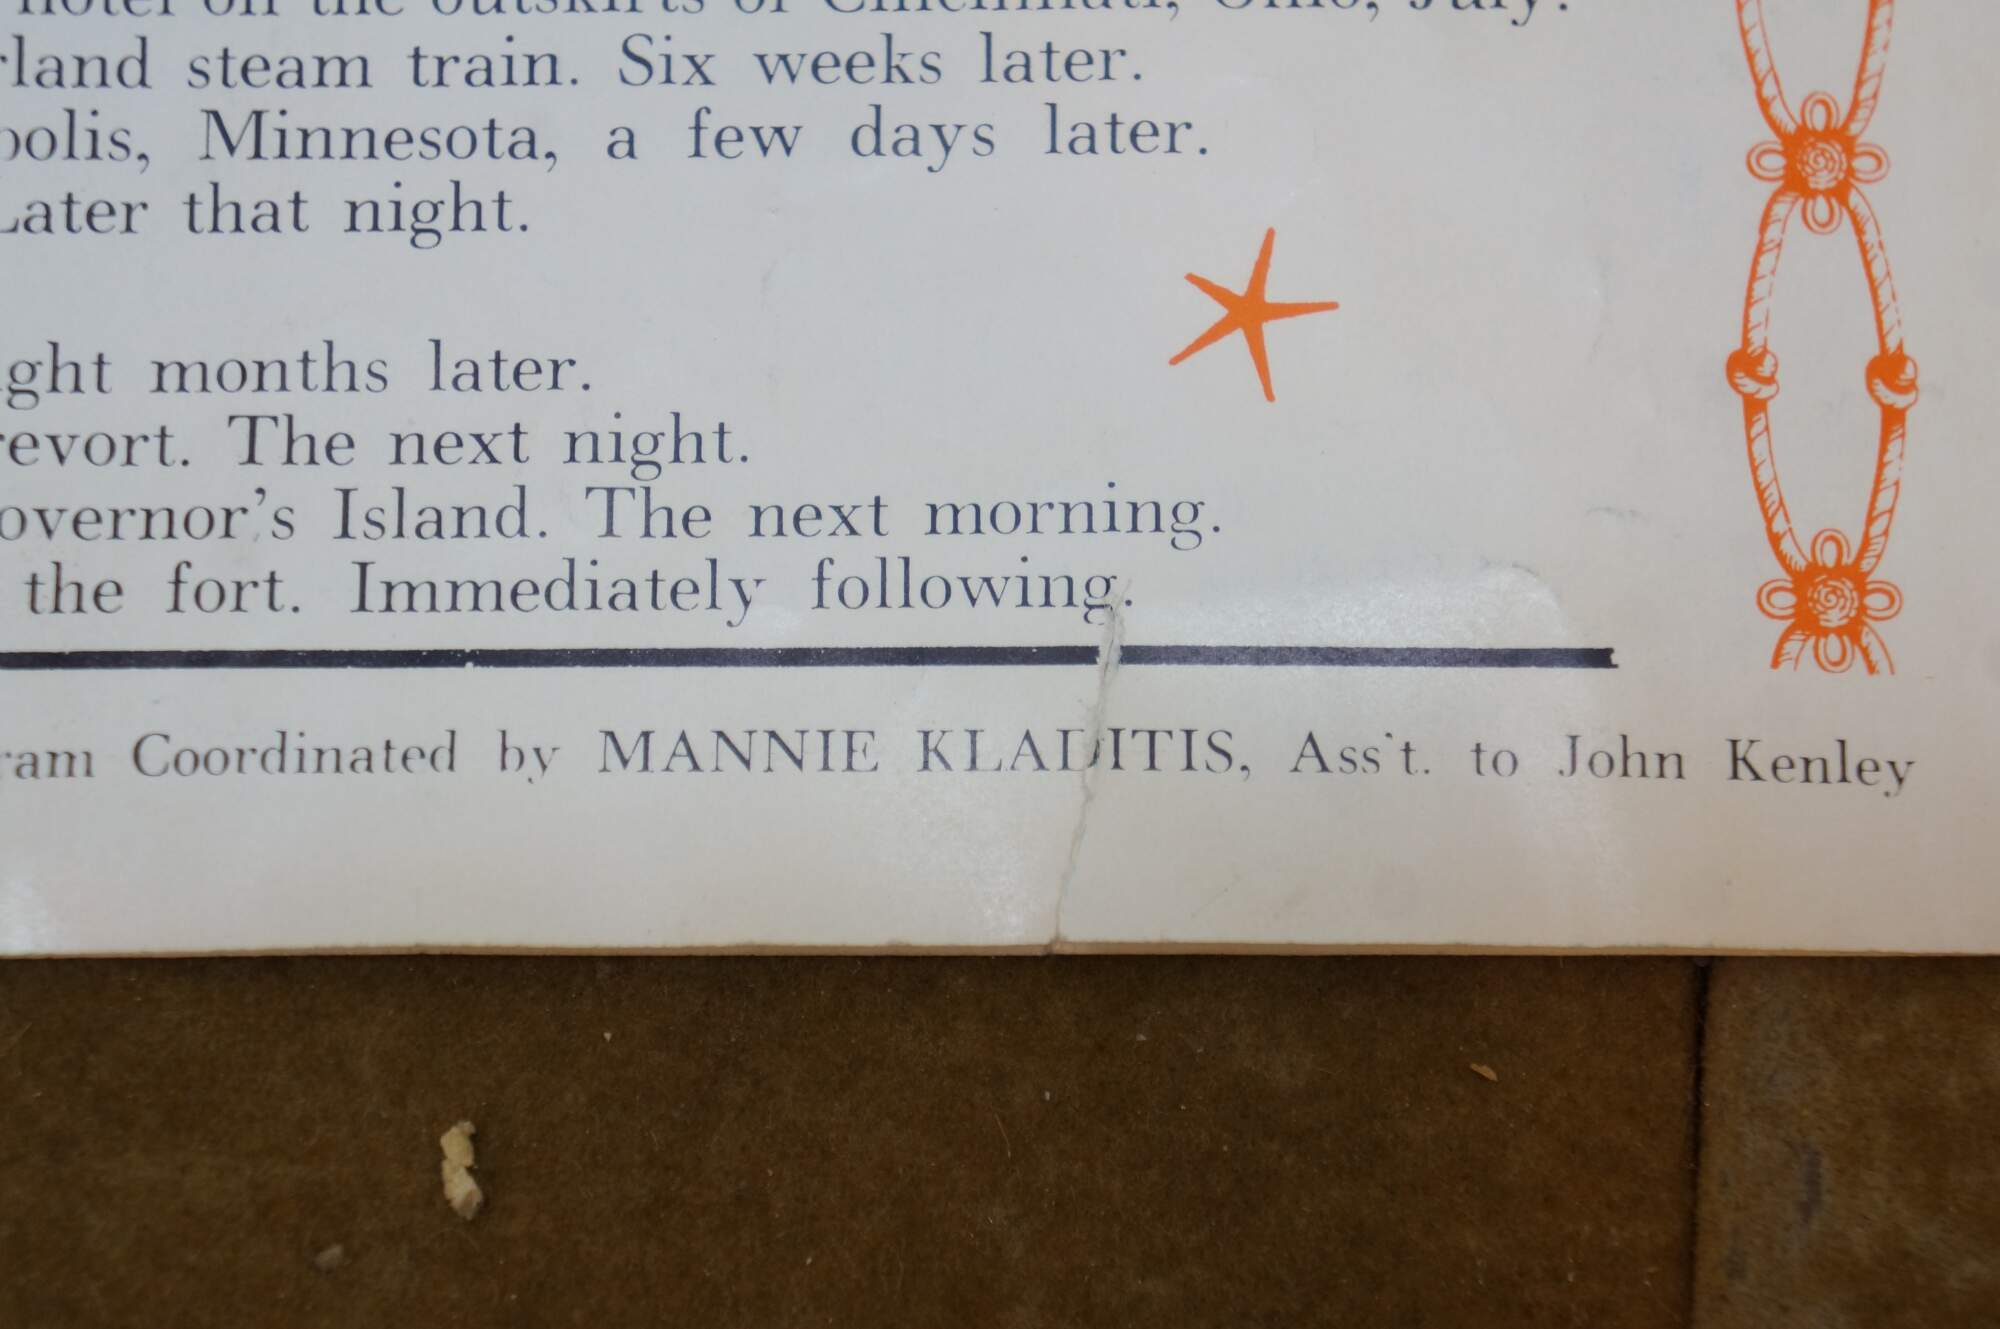 hotel on the outskirts of Cincinnati, Ohio, July.
rland steam train. Six weeks later.
polis, Minnesota, a few days later.
Later that night.
ght months later.
revort. The next night.
overnor's Island. The next morning.
the fort. Immediately following.
ram Coordinated by MANNIE KLADITIS, Ass't. to John Kenley